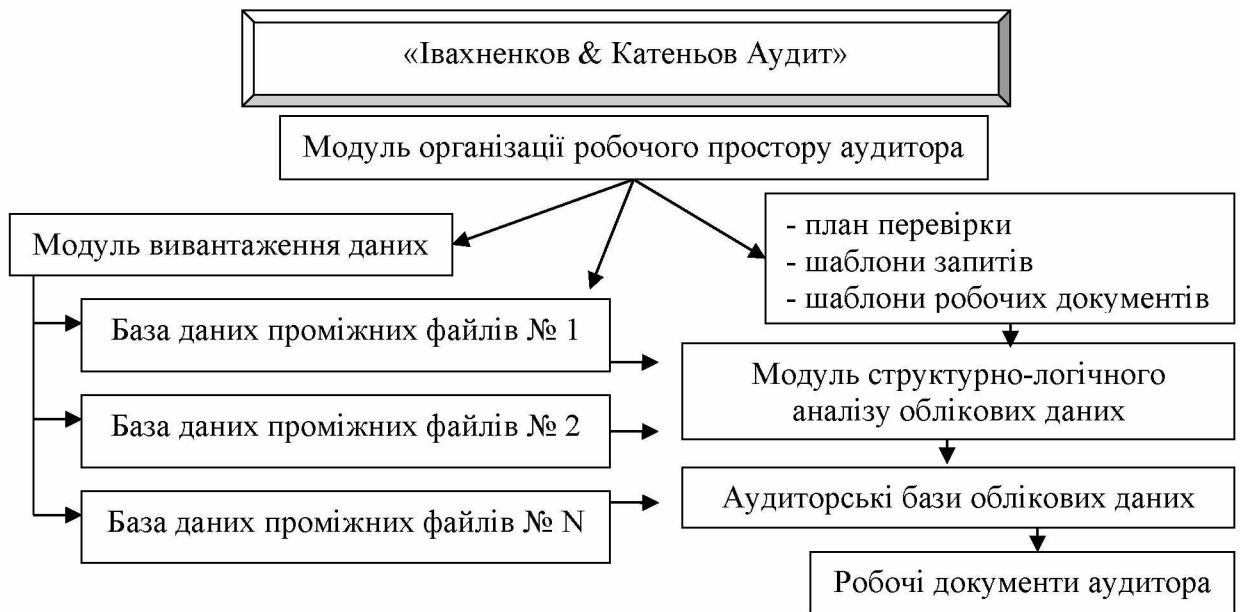 «Івахненков & Катеньов Аудит»
Модуль організації робочого простору аудитора
Модуль вивантаження даних
- план перевірки
- шаблони запитів
- шаблони робочих документів
База даних проміжних файлів № 1
База даних проміжних файлів № 2
База даних проміжних файлів № N
Модуль структурно-логічного
аналізу облікових даних
Аудиторські бази облікових даних
Робочі документи аудитора